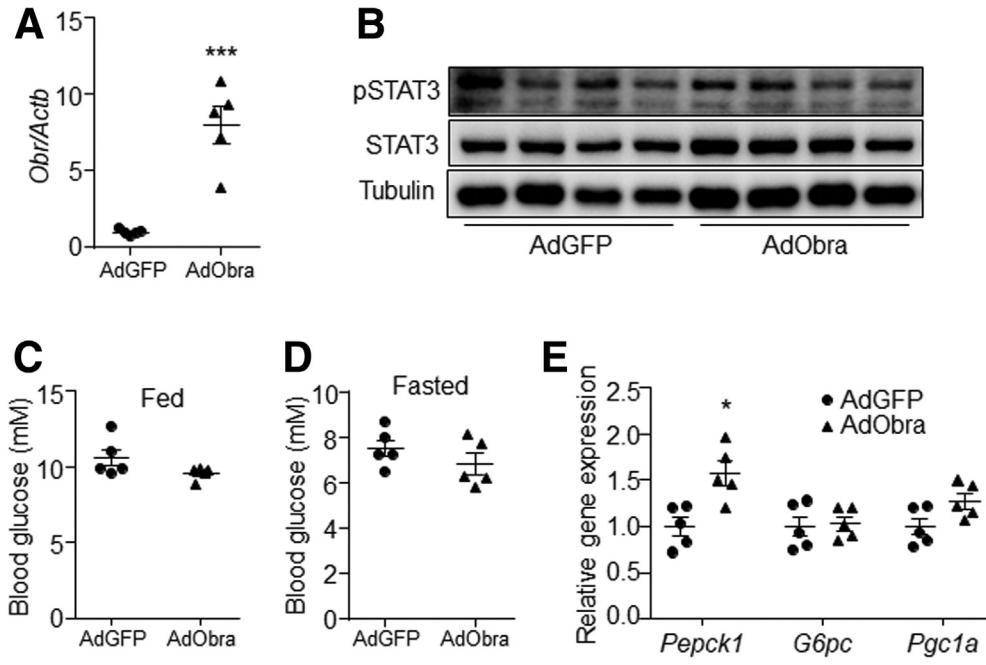 A
Obr/Actb
15
10
5
0
***
AdGFP
AdObra
B
pSTAT3
STAT3
Tubulin
AdGFP
AdObra
C
Blood glucose (mM)
15
10
5
0
Fed
AdGFP
AdObra
D
Blood glucose (mM)
10
8
6
4
2
0
Fasted
AdGFP
AdObra
E
Relative gene expression
2.5
2.0
1.5
1.0
0.5
0.0
AdGFP
AdObra
*
Pepck1
G6pc
Pgc1a